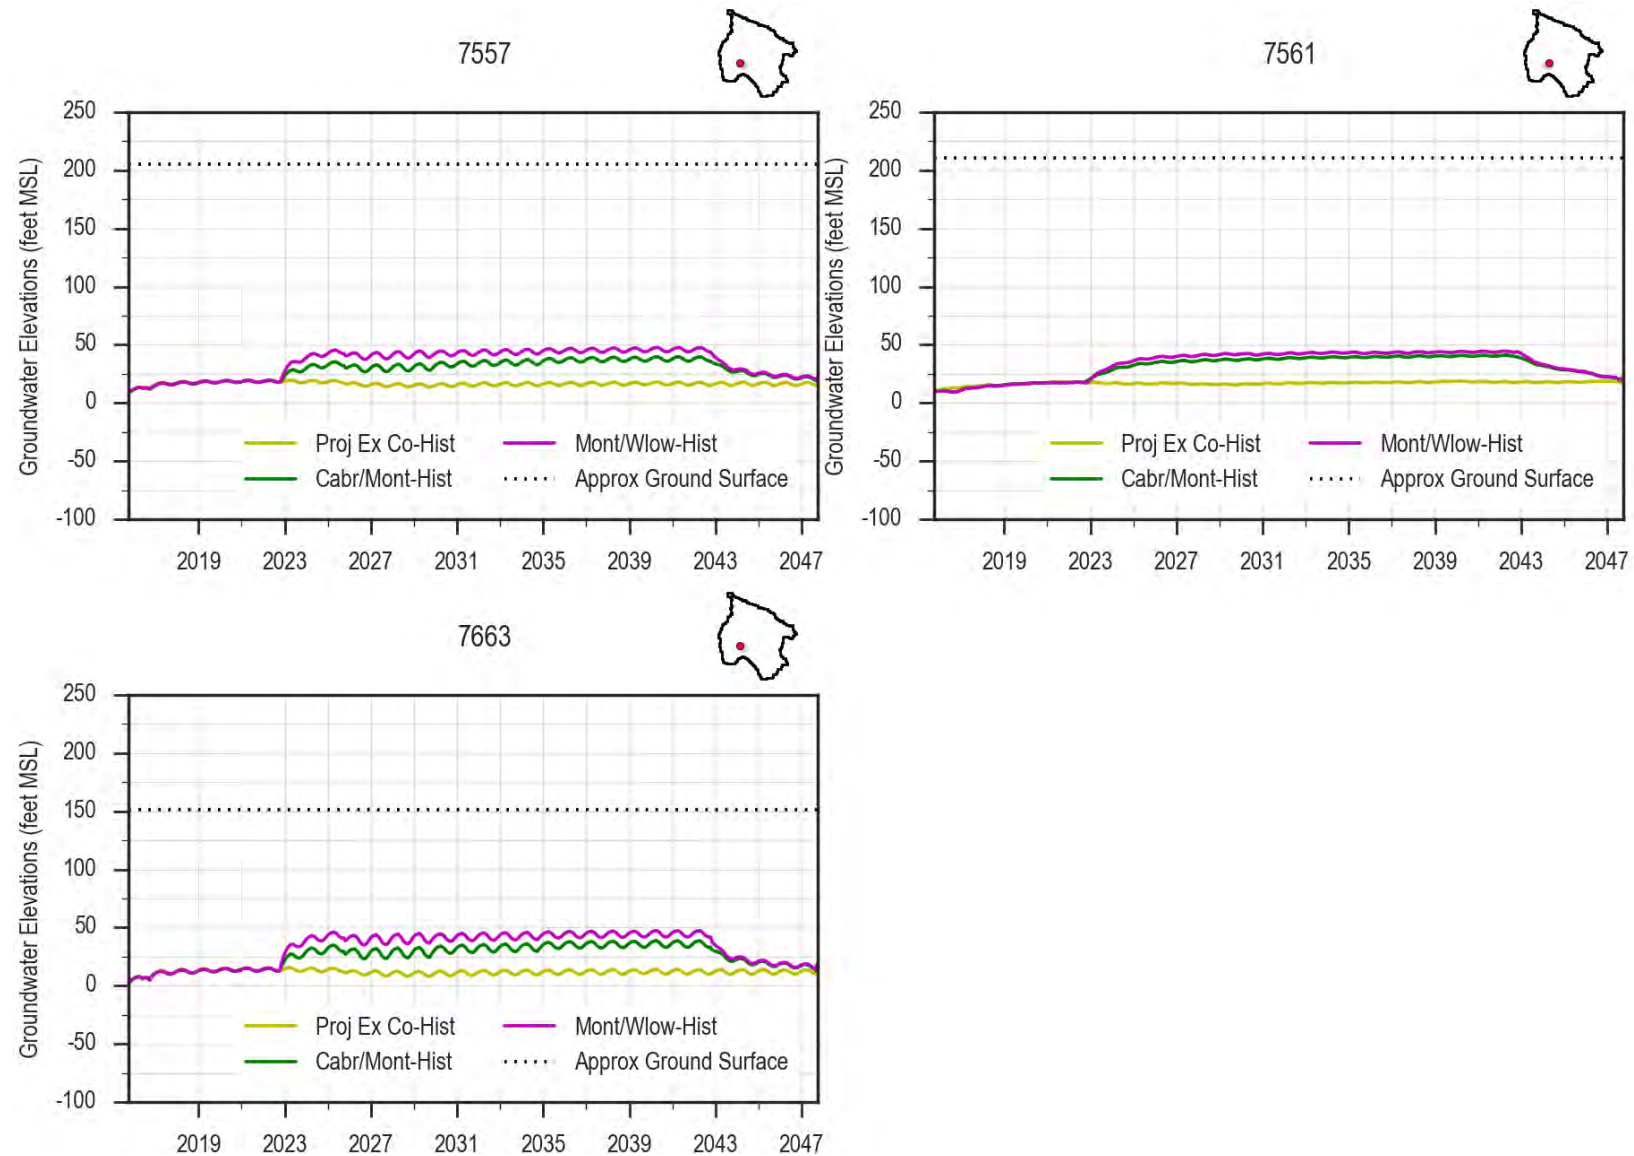 7557
250
200
150
100
50
0
-50
-100
Groundwater Elevations (feet MSL)
Proj Ex Co-Hist
Mont/Wlow-Hist
Cabr/Mont-Hist
Approx Ground Surface
2019 2023 2027 2031 2035 2039 2043 2047
7561
250
200
150
100
50
0
-50
-100
Groundwater Elevations (feet MSL)
Proj Ex Co-Hist
Mont/Wlow-Hist
Cabr/Mont-Hist
Approx Ground Surface
2019 2023 2027 2031 2035 2039 2043 2047
7663
250
200
150
100
50
0
-50
-100
Groundwater Elevations (feet MSL)
Proj Ex Co-Hist
Mont/Wlow-Hist
Cabr/Mont-Hist
Approx Ground Surface
2019 2023 2027 2031 2035 2039 2043 2047